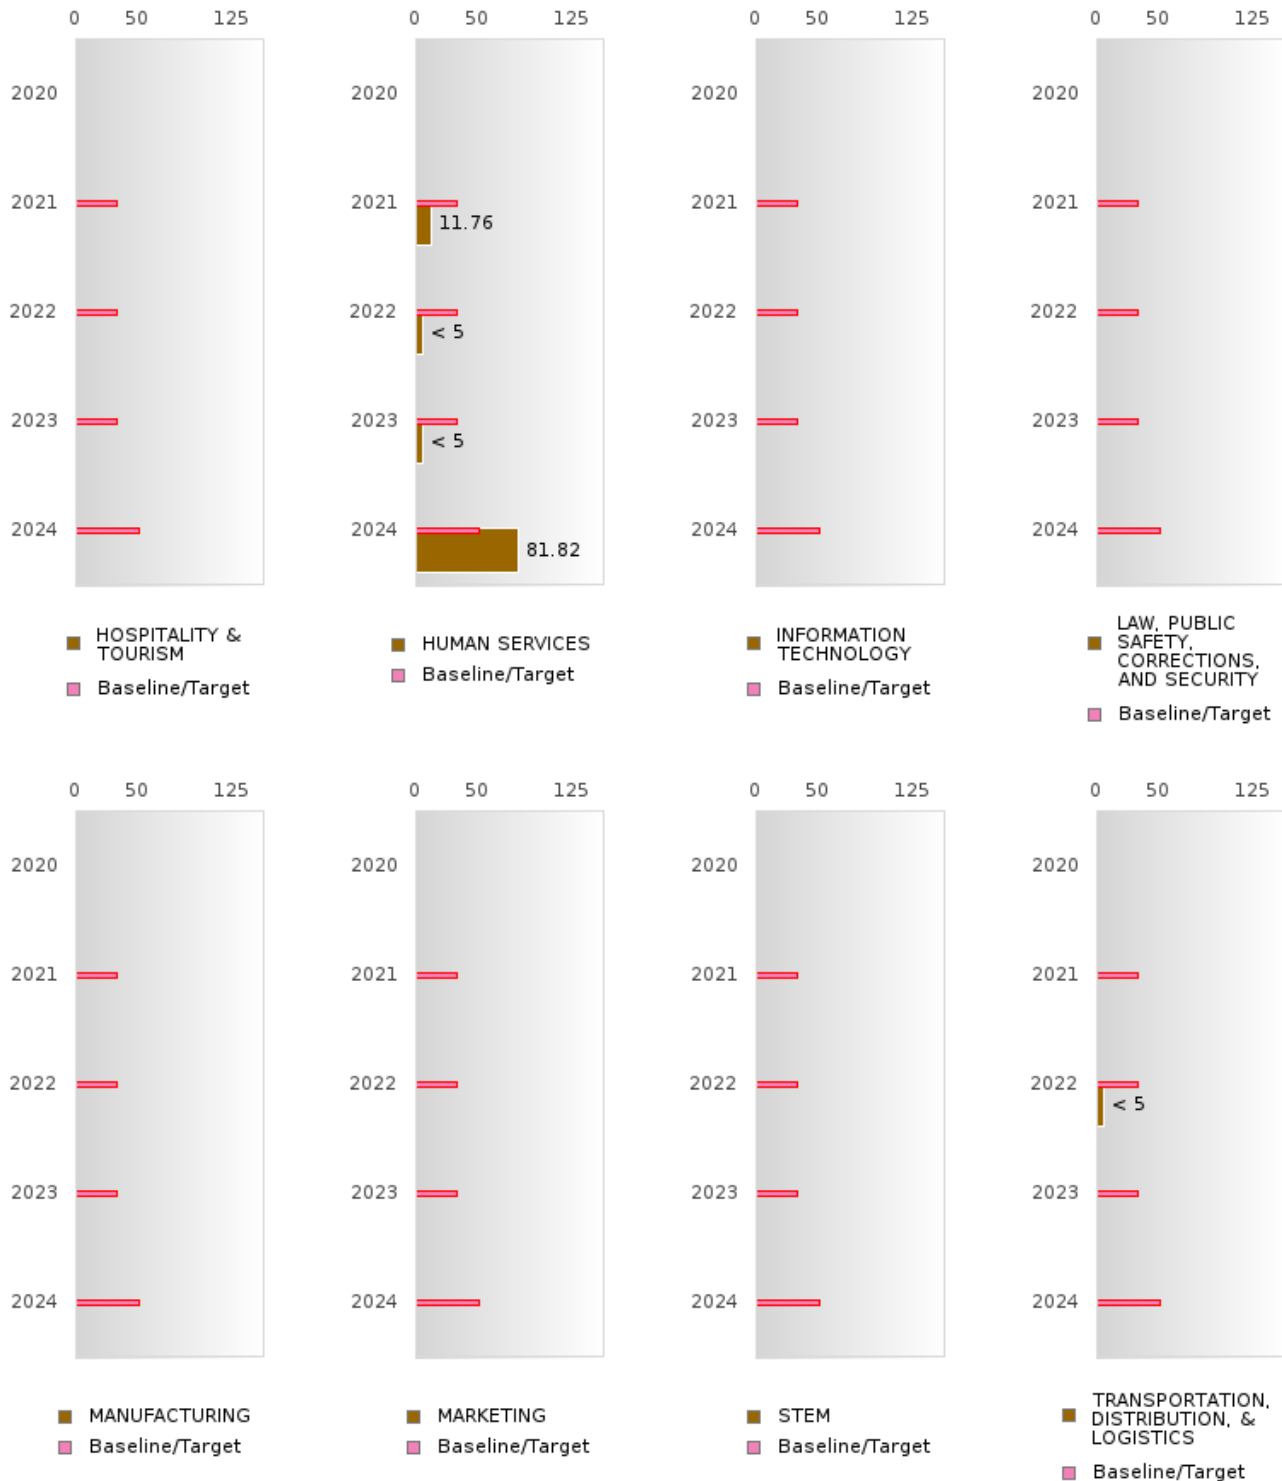 0 50 125
0 50 125
0 50 125
0 50 125
2020
2021
2022
2023
2024
2020
2021
11.76
2022
< 5
2023
< 5
2024
81.82
2020
2021
2022
2023
2024
2020
2021
2022
2023
2024
HOSPITALITY &
TOURISM
Baseline/Target
HUMAN SERVICES
Baseline/Target
INFORMATION
TECHNOLOGY
Baseline/Target
LAW, PUBLIC
SAFETY,
CORRECTIONS,
AND SECURITY
Baseline/Target
0 50 125
0 50 125
0 50 125
0 50 125
2020
2021
2022
2023
2024
2020
2021
2022
2023
2024
2020
2021
2022
2023
2024
2020
2021
2022
< 5
2023
2024
MANUFACTURING
Baseline/Target
MARKETING
Baseline/Target
STEM
Baseline/Target
TRANSPORTATION,
DISTRIBUTION, &
LOGISTICS
Baseline/Target